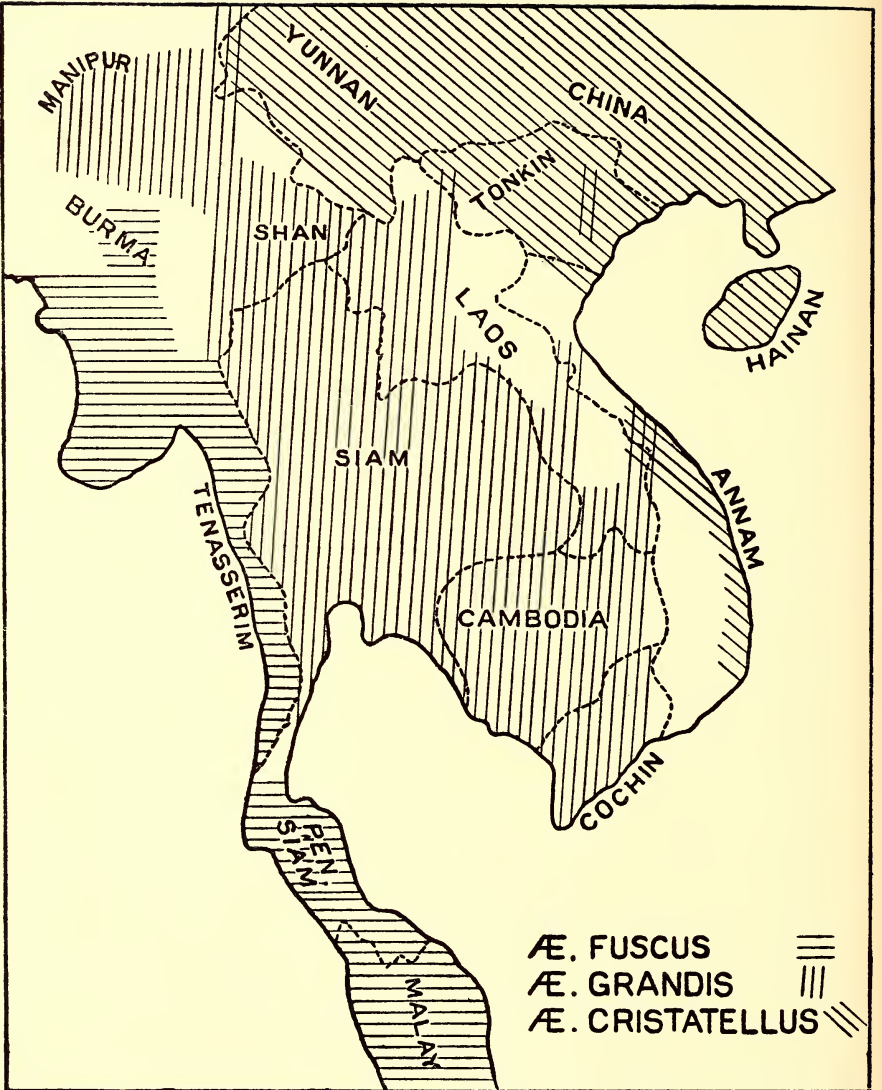 MANIPUR
YUNNAN
CHINA
BURMA
SHAN
TONKIN
LAOS
HAINAN
SIAM
TENASSERIM
ANNAM
CAMBODIA
COCHIN
PEN.
SIAM
MALAY
Æ. FUSCUS
Æ. GRANDIS
Æ. CRISTATELLUS